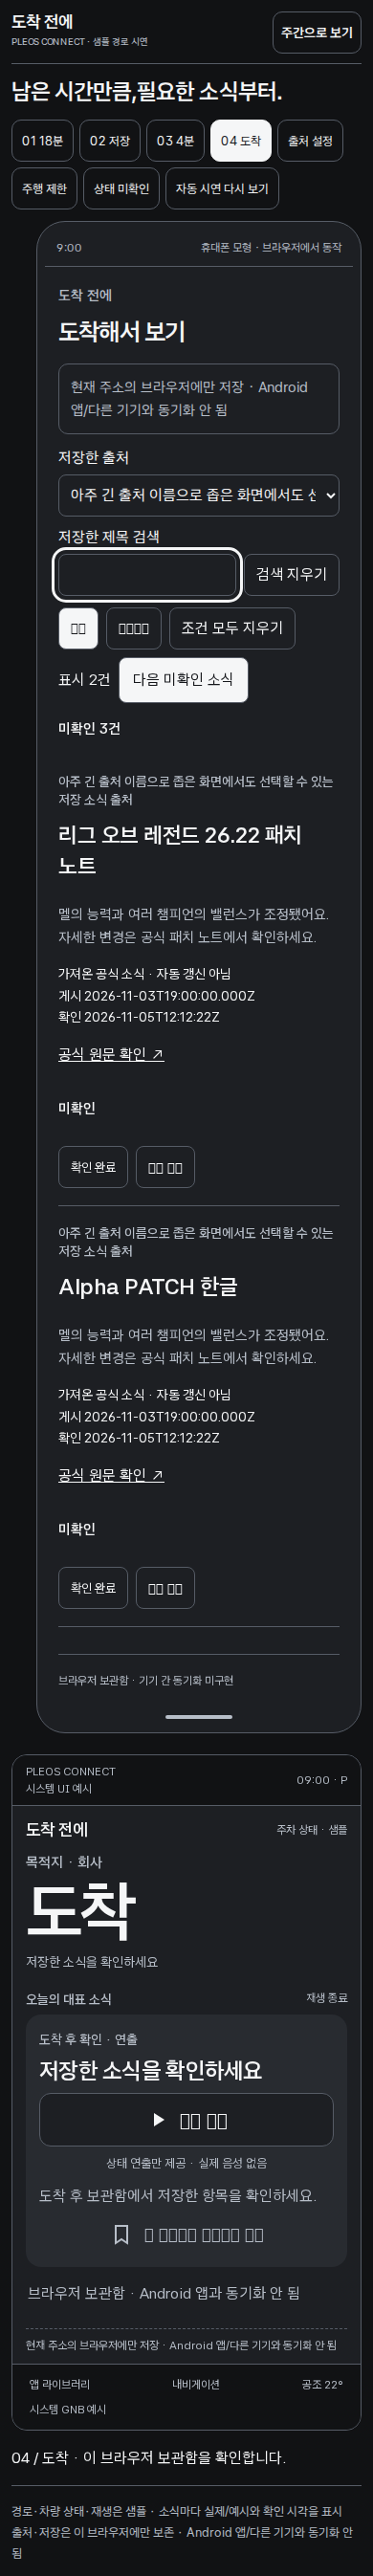 도착 전에
PLEOS CONNECT · 샘플 경로 시연
주간으로 보기
남은 시간만큼,필요한 소식부터.
01 18분
02 저장
03 4분
04 도착
출처 설정
주행 제한
상태 미확인
자동 시연 다시 보기
9:00
휴대폰 모형 · 브라우저에서 동작
도착 전에
도착해서 보기
현재 주소의 브라우저에만 저장 · Android
앱/다른 기기와 동기화 안 됨
저장한 출처
아주 긴 출처 이름으로 좁은 화면에서도 선
저장한 제목 검색
검색 지우기
조건 모두 지우기
표시 2건
다음 미확인 소식
미확인 3건
아주 긴 출처 이름으로 좁은 화면에서도 선택할 수 있는
저장 소식 출처
리그 오브 레전드 26.22 패치
노트
멜의 능력과 여러 챔피언의 밸런스가 조정됐어요.
자세한 변경은 공식 패치 노트에서 확인하세요.
가져온 공식 소식 · 자동 갱신 아님
게시 2026-11-03T19:00:00.000Z
확인 2026-11-05T12:12:22Z
공식 원문 확인 ↗
미확인
확인 완료
아주 긴 출처 이름으로 좁은 화면에서도 선택할 수 있는
저장 소식 출처
Alpha PATCH 한글
멜의 능력과 여러 챔피언의 밸런스가 조정됐어요.
자세한 변경은 공식 패치 노트에서 확인하세요.
가져온 공식 소식 · 자동 갱신 아님
게시 2026-11-03T19:00:00.000Z
확인 2026-11-05T12:12:22Z
공식 원문 확인 ↗
미확인
확인 완료
브라우저 보관함 · 기기 간 동기화 미구현
PLEOS CONNECT
시스템 UI 예시
09:00 · P
도착 전에
주차 상태 · 샘플
목적지 · 회사
도착
저장한 소식을 확인하세요
오늘의 대표 소식
재생 종료
도착 후 확인 · 연출
저장한 소식을 확인하세요
상태 연출만 제공 · 실제 음성 없음
도착 후 브라우저에서 저장한 항목을 확인하세요.
브라우저 보관함 · Android 앱과 동기화 안 됨
현재 주소의 브라우저에만 저장 · Android 앱/다른 기기와 동기화 안 됨
앱 라이브러리
내비게이션
공조 22°
시스템 GNB 예시
04 / 도착 · 이 브라우저 보관함을 확인합니다.
경로·차량 상태·재생은 샘플 · 소식마다 실제/예시와 확인 시각을 표시
출처·저장은 이 브라우저에만 보존 · Android 앱/다른 기기와 동기화 안
됨